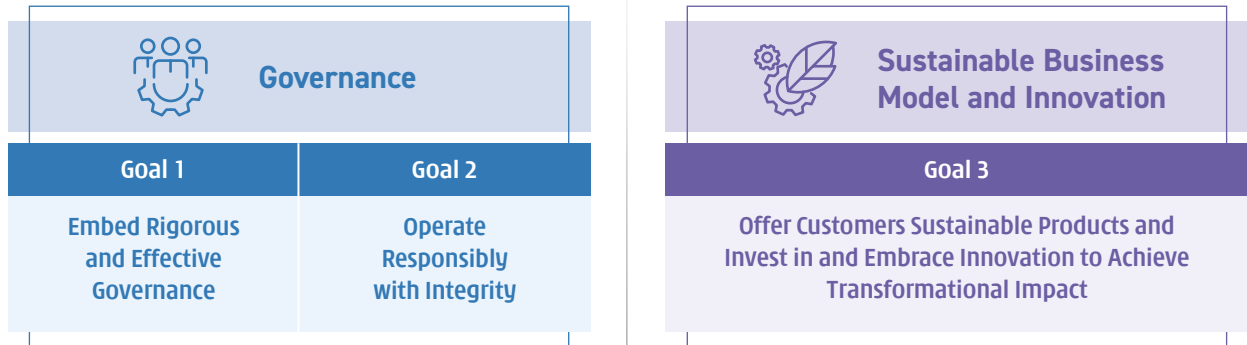 Governance
Goal 1
Embed Rigorous
and Effective
Governance
Goal 2
Operate
Responsibly
with Integrity
Sustainable Business
Model and Innovation
Goal 3
Offer Customers Sustainable Products and
Invest in and Embrace Innovation to Achieve
Transformational Impact